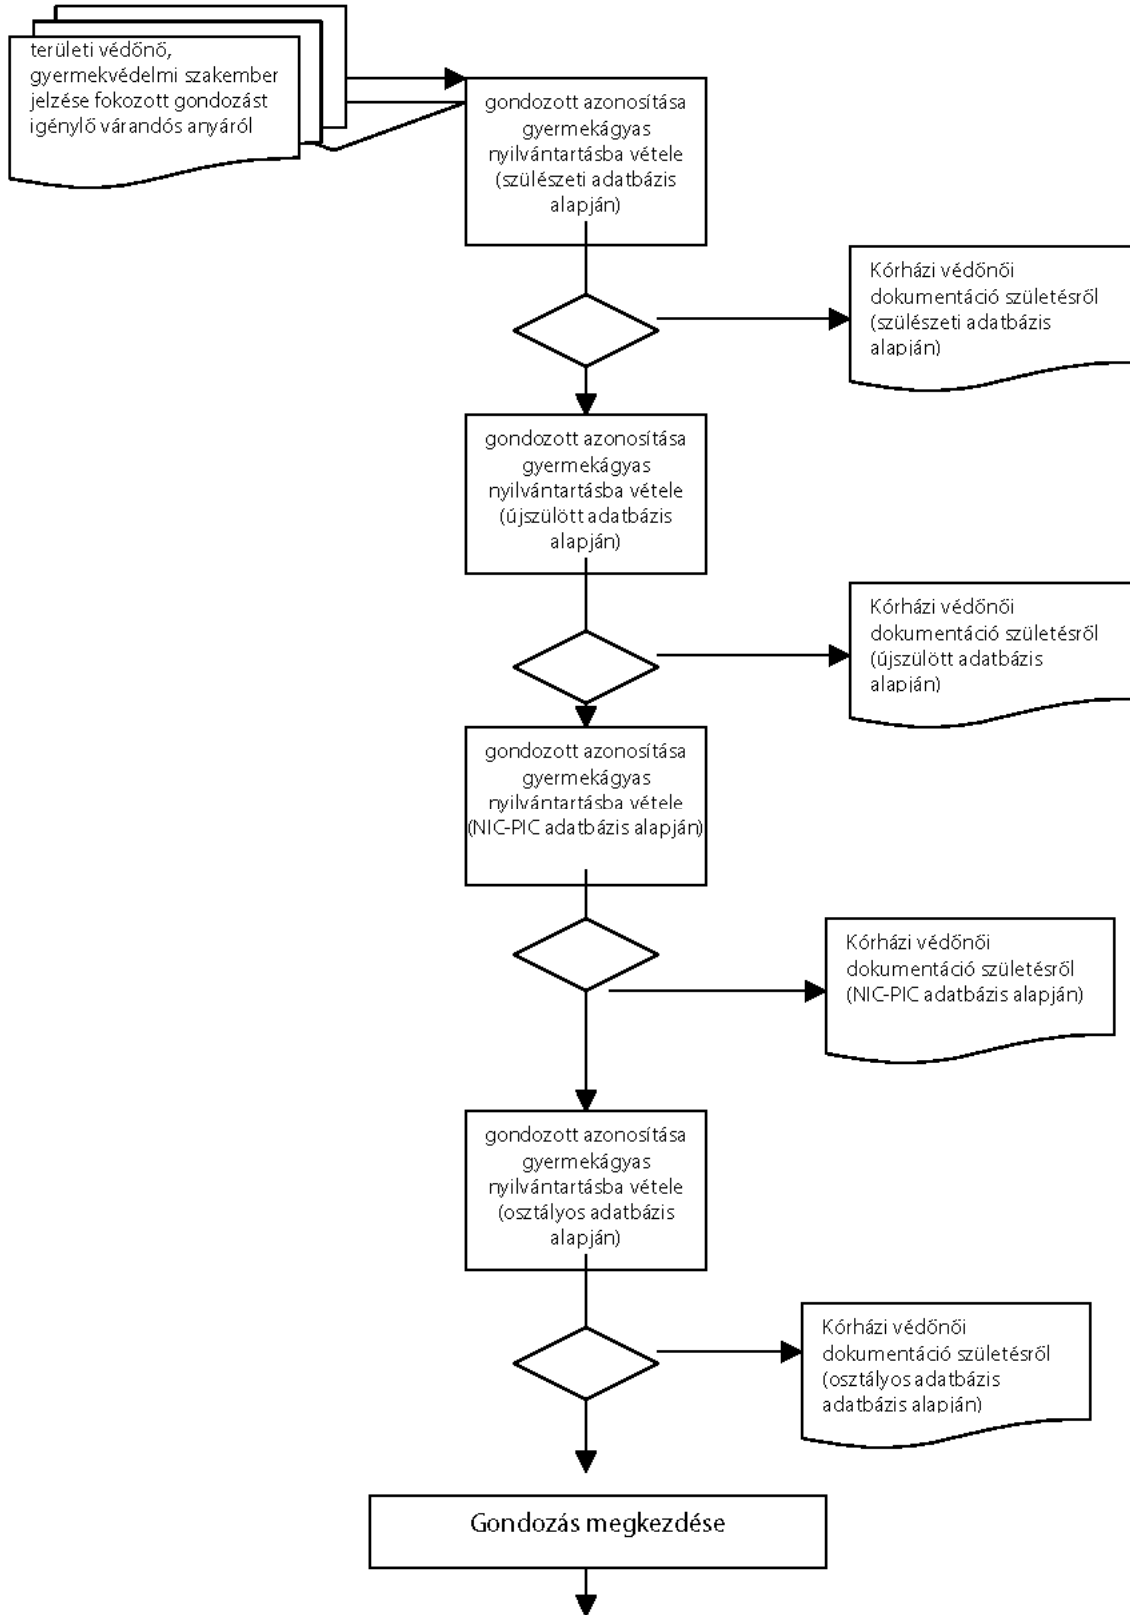 területi védőnő,
gyermekvédelmi szakember
jelzése fokozott gondozást
igénylő várandós anyáról
gondozott azonosítása
gyermekágyas
nyilvántartásba vétele
(szülészeti adatbázis
alapján)
Kórházi védőnői
dokumentáció születésről
(szülészeti adatbázis
alapján)
gondozott azonosítása
gyermekágyas
nyilvántartásba vétele
(újszülött adatbázis
alapján)
Kórházi védőnői
dokumentáció születésről
(újszülött adatbázis
alapján)
gondozott azonosítása
gyermekágyas
nyilvántartásba vétele
(NIC-PIC adatbázis alapján)
Kórházi védőnői
dokumentáció születésről
(NIC-PIC adatbázis alapján)
gondozott azonosítása
gyermekágyas
nyilvántartásba vétele
(osztályos adatbázis
alapján)
Kórházi védőnői
dokumentáció születésről
(osztályos adatbázis
adatbázis alapján)
Gondozás megkezdése